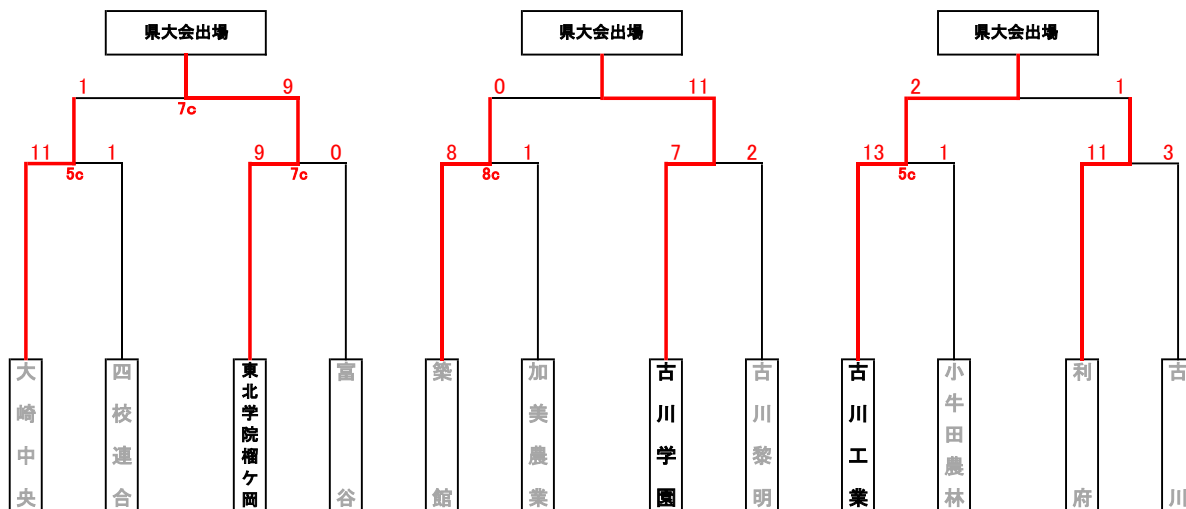 県大会出場 県大会出場 県大会出場
1 9 0 11 2 1
7c
11 1 9 0 8 1 7 2 13 1 11 3
5c 7c 8c 5c
大崎中央
四校連合
東北学院榴ケ岡
富谷
築館
加美農業
古川学園
古川黎明
古川工業
小牛田農林
利府
古川